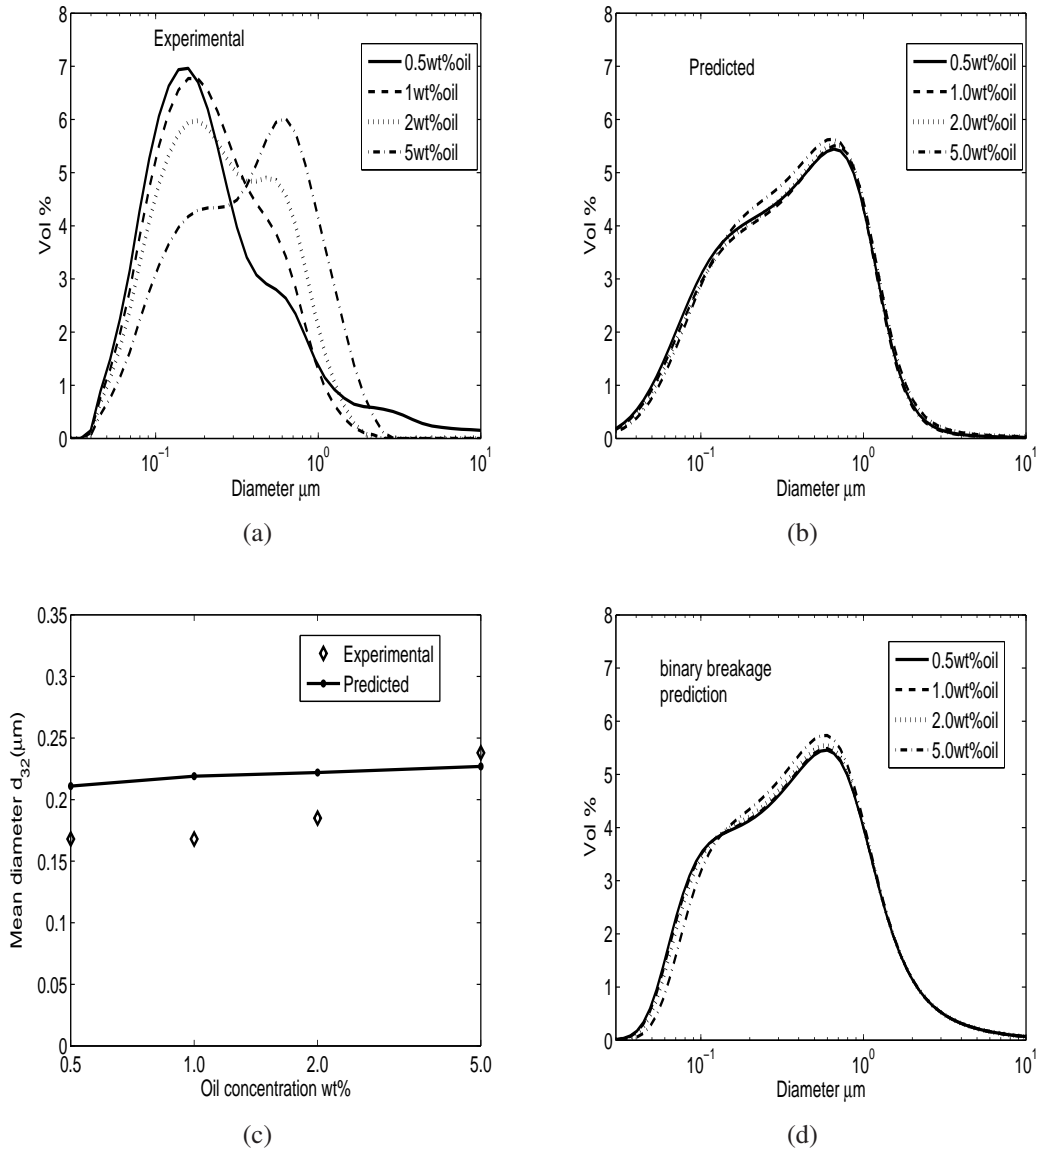 8
7
6
5
4
3
2
1
0
Vol %
Experimental
0.5wt%oil
1wt%oil
2wt%oil
5wt%oil
10⁻¹
10⁰
10¹
Diameter μm
(a)
8
7
6
5
4
3
2
1
0
Vol %
Predicted
0.5wt%oil
1.0wt%oil
2.0wt%oil
5.0wt%oil
10⁻¹
10⁰
10¹
Diameter μm
(b)
0.35
0.3
0.25
0.2
0.15
0.1
0.05
0
Mean diameter d₃₂(μm)
Experimental
Predicted
0.5
1.0
2.0
5.0
Oil concentration wt%
(c)
8
7
6
5
4
3
2
1
0
Vol %
binary breakage
prediction
0.5wt%oil
1.0wt%oil
2.0wt%oil
5.0wt%oil
10⁻¹
10⁰
10¹
Diameter μm
(d)